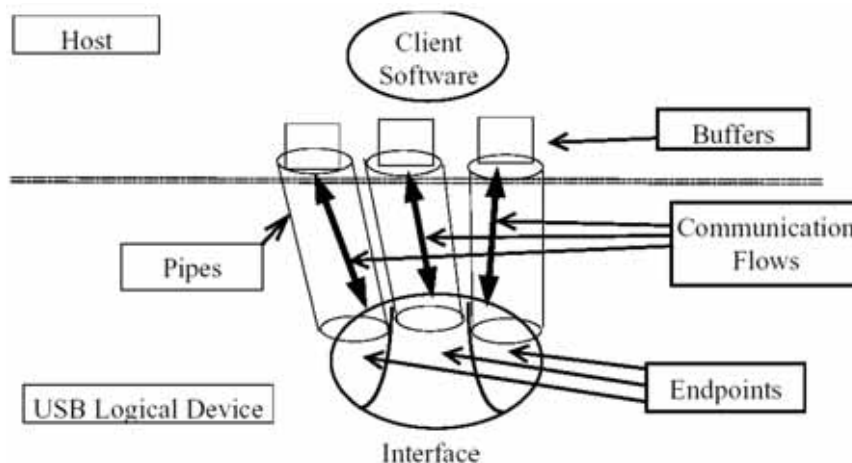 Host
Client
Software
Buffers
Communication
Flows
Pipes
Endpoints
USB Logical Device
Interface